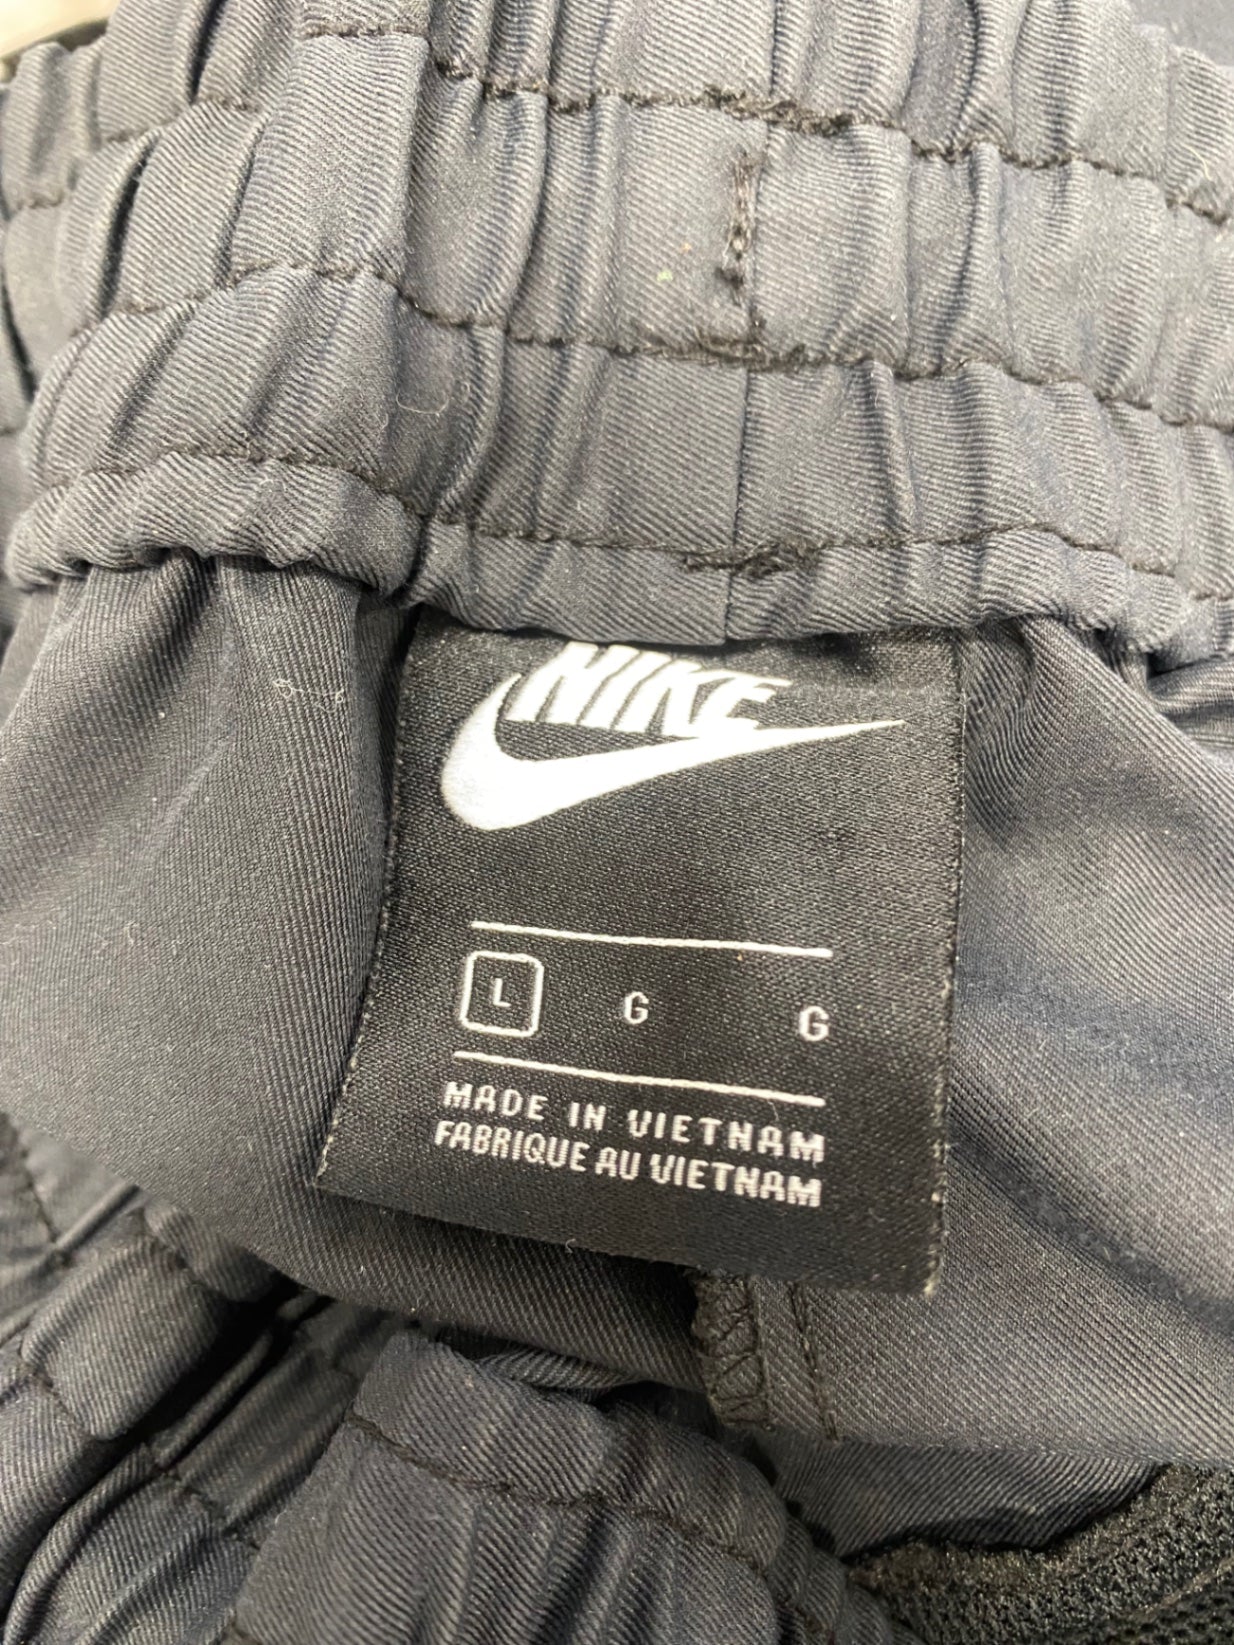 NIKE
L G G
MADE IN VIETNAM
FABRIQUE AU VIETNAM